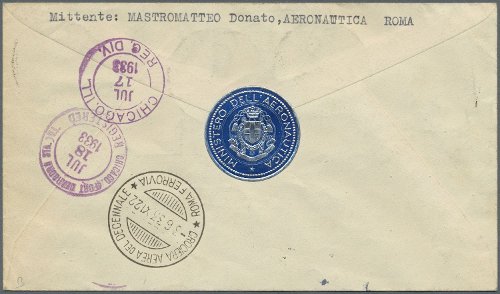 Mittente: MASTROMATTEO Donato,AERONAUTICA ROMA
CHICAGO, ILL.
REG. DIV.
JUL
17
1933
REGISTERED
JUL
18
1933
MINISTERO DELL'AERONAUTICA
CROCIERA AEREA DEL DECENNALE
ROMA FERROVIA